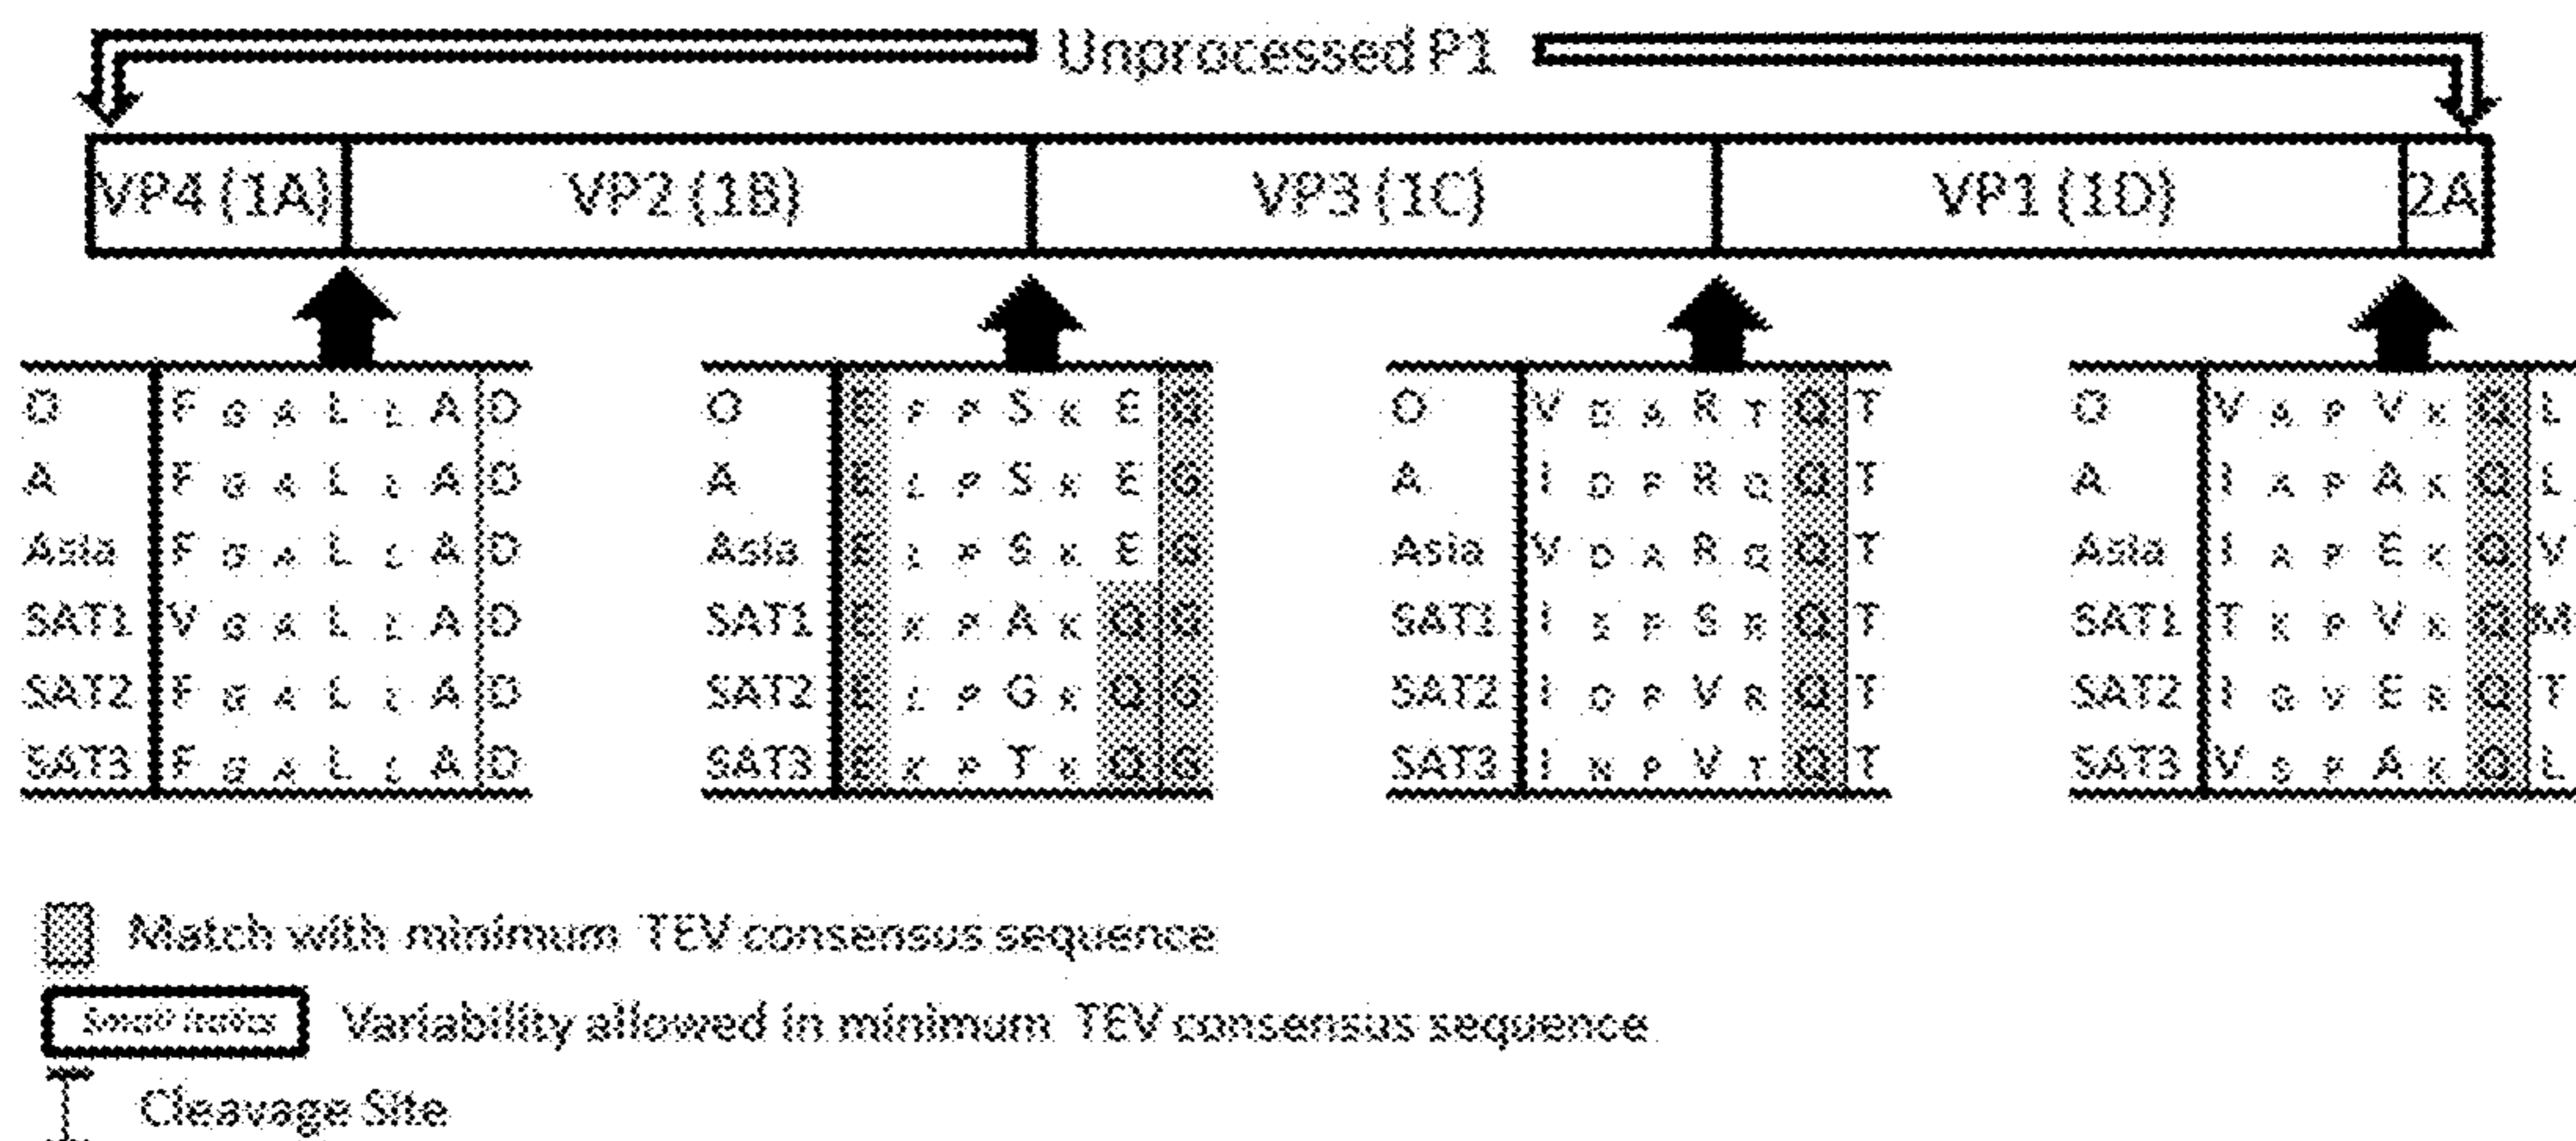 Unprocessed P1
VP4 (1A) VP2 (1B) VP3 (1C) VP1 (1D) 2A
O F G A L L A D
A F G A L L A D
Asia F G A L L A D
SAT1 V G A L L A D
SAT2 F G A L L A D
SAT3 F G A L L A D
O E F P S K E G
A E L P S K E G
Asia E I P S K E G
SAT1 E K P A K Q G
SAT2 E L P G K Q G
SAT3 E K P T K Q G
O V D A R T Q T
A I D P R Q Q T
Asia V D A R Q Q T
SAT1 I P S R Q T
SAT2 I D P V R Q T
SAT3 I N P V T Q T
O V A P V K Q L
A I A P A K Q L
Asia I A P E K Q V
SAT1 T K P V K Q M
SAT2 I G V E R Q T
SAT3 V S P A K Q L
Match with minimum TEV consensus sequence
Small italics Variability allowed in minimum TEV consensus sequence
Cleavage Site